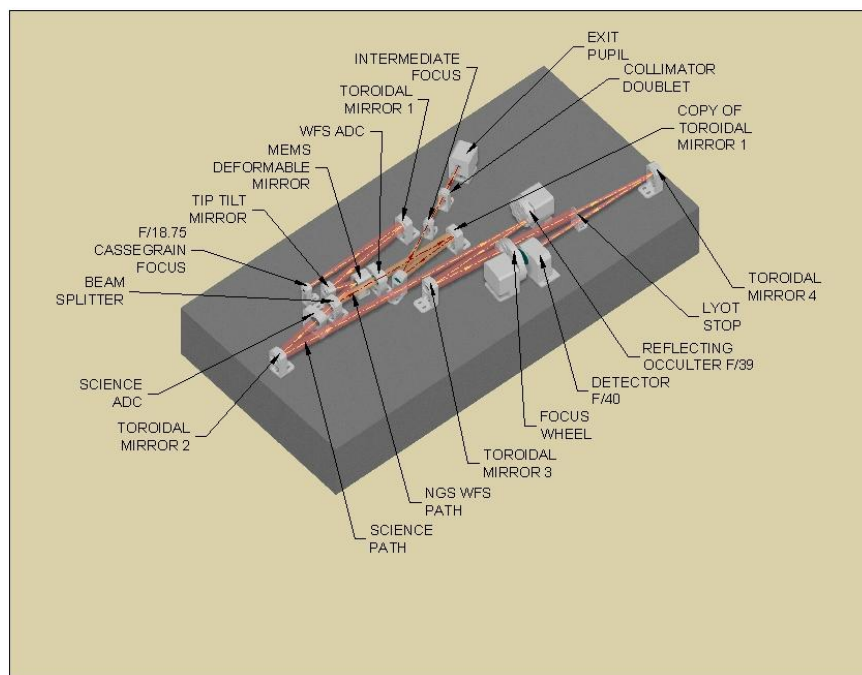 EXIT
PUPIL
INTERMEDIATE
FOCUS
COLLIMATOR
DOUBLET
TOROIDAL
MIRROR 1
COPY OF
TOROIDAL
MIRROR 1
WFS ADC
MEMS
DEFORMABLE
MIRROR
TIP TILT
MIRROR
F/18.75
CASSEGRAIN
FOCUS
BEAM
SPLITTER
TOROIDAL
MIRROR 4
LYOT
STOP
REFLECTING
OCCULTER F/39
DETECTOR
F/40
FOCUS
WHEEL
SCIENCE
ADC
TOROIDAL
MIRROR 2
TOROIDAL
MIRROR 3
NGS WFS
PATH
SCIENCE
PATH